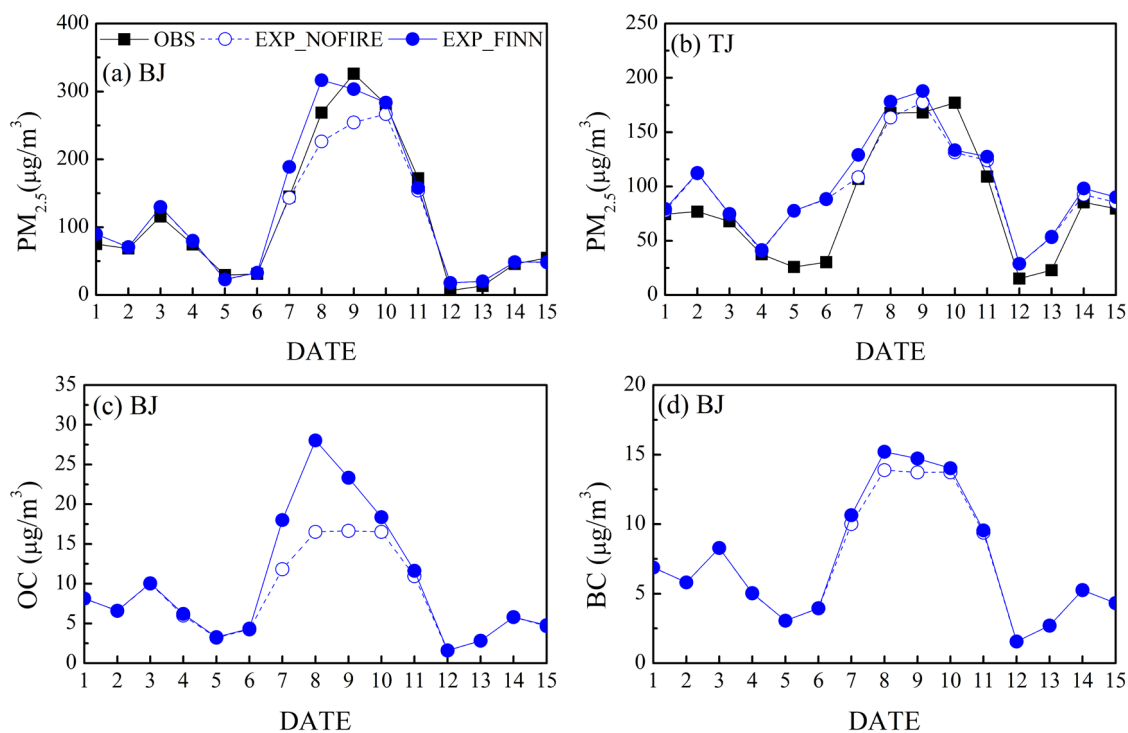 OBS EXP_NOFIRE EXP_FINN
(a) BJ
PM2.5(μg/m3)
400
300
200
100
0
1 2 3 4 5 6 7 8 9 10 11 12 13 14 15
DATE
(b) TJ
PM2.5(μg/m3)
250
200
150
100
50
0
1 2 3 4 5 6 7 8 9 10 11 12 13 14 15
DATE
(c) BJ
OC (μg/m3)
35
30
25
20
15
10
5
0
1 2 3 4 5 6 7 8 9 10 11 12 13 14 15
DATE
(d) BJ
BC (μg/m3)
20
15
10
5
0
1 2 3 4 5 6 7 8 9 10 11 12 13 14 15
DATE